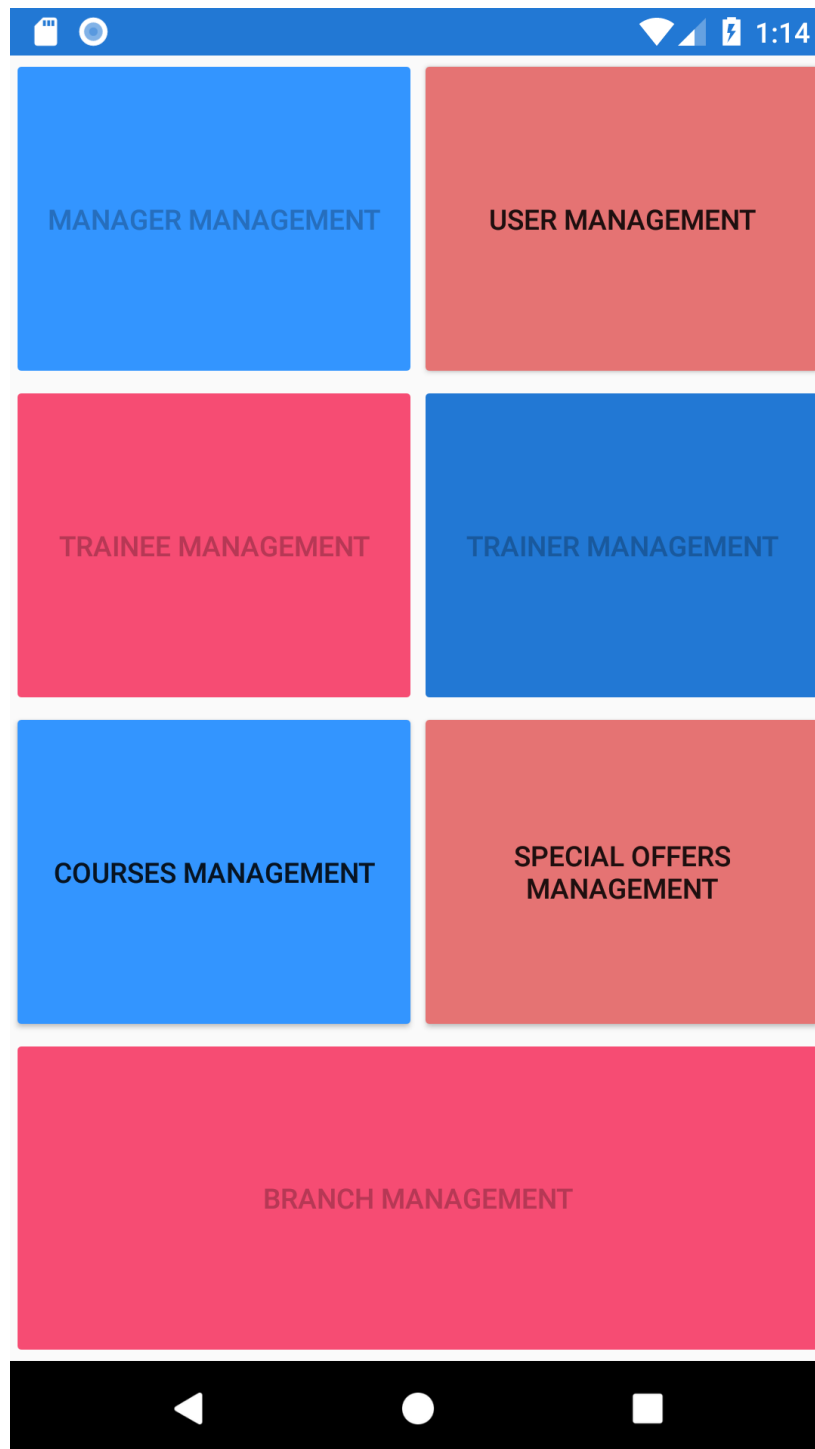 1:14
MANAGER MANAGEMENT
USER MANAGEMENT
TRAINEE MANAGEMENT
TRAINER MANAGEMENT
COURSES MANAGEMENT
SPECIAL OFFERS
MANAGEMENT
BRANCH MANAGEMENT